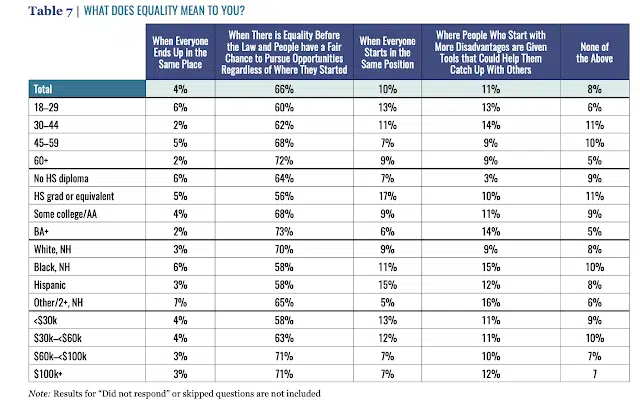 Table 7 | WHAT DOES EQUALITY MEAN TO YOU?
When Everyone Ends Up in the Same Place | When There is Equality Before the Law and People have a Fair Chance to Pursue Opportunities Regardless of Where They Started | When Everyone Starts in the Same Position | Where People Who Start with More Disadvantages are Given Tools that Could Help Them Catch Up With Others | None of the Above
Total 4% 66% 10% 11% 8%
18–29 6% 60% 13% 13% 6%
30–44 2% 62% 11% 14% 11%
45–59 5% 68% 7% 9% 10%
60+ 2% 72% 9% 9% 5%
No HS diploma 6% 64% 7% 3% 9%
HS grad or equivalent 5% 56% 17% 10% 11%
Some college/AA 4% 68% 9% 11% 9%
BA+ 2% 73% 6% 14% 5%
White, NH 3% 70% 9% 9% 8%
Black, NH 6% 58% 11% 15% 10%
Hispanic 3% 58% 15% 12% 8%
Other/2+, NH 7% 65% 5% 16% 6%
<$30k 4% 58% 13% 11% 9%
$30k–<$60k 4% 63% 12% 11% 10%
$60k–<$100k 3% 71% 7% 10% 7%
$100k+ 3% 71% 7% 12% 7
Note: Results for “Did not respond” or skipped questions are not included